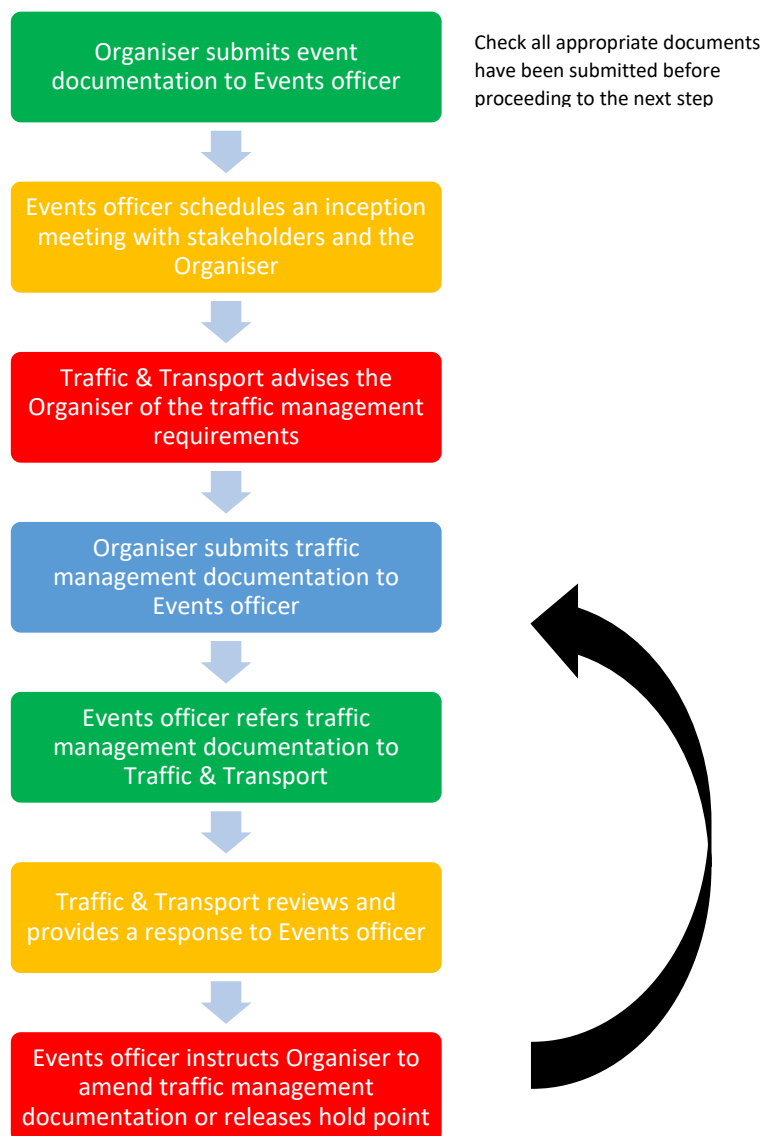 Organiser submits event
documentation to Events officer
Check all appropriate documents
have been submitted before
proceeding to the next step
Events officer schedules an inception
meeting with stakeholders and the
Organiser
Traffic & Transport advises the
Organiser of the traffic management
requirements
Organiser submits traffic
management documentation to
Events officer
Events officer refers traffic
management documentation to
Traffic & Transport
Traffic & Transport reviews and
provides a response to Events officer
Events officer instructs Organiser to
amend traffic management
documentation or releases hold point